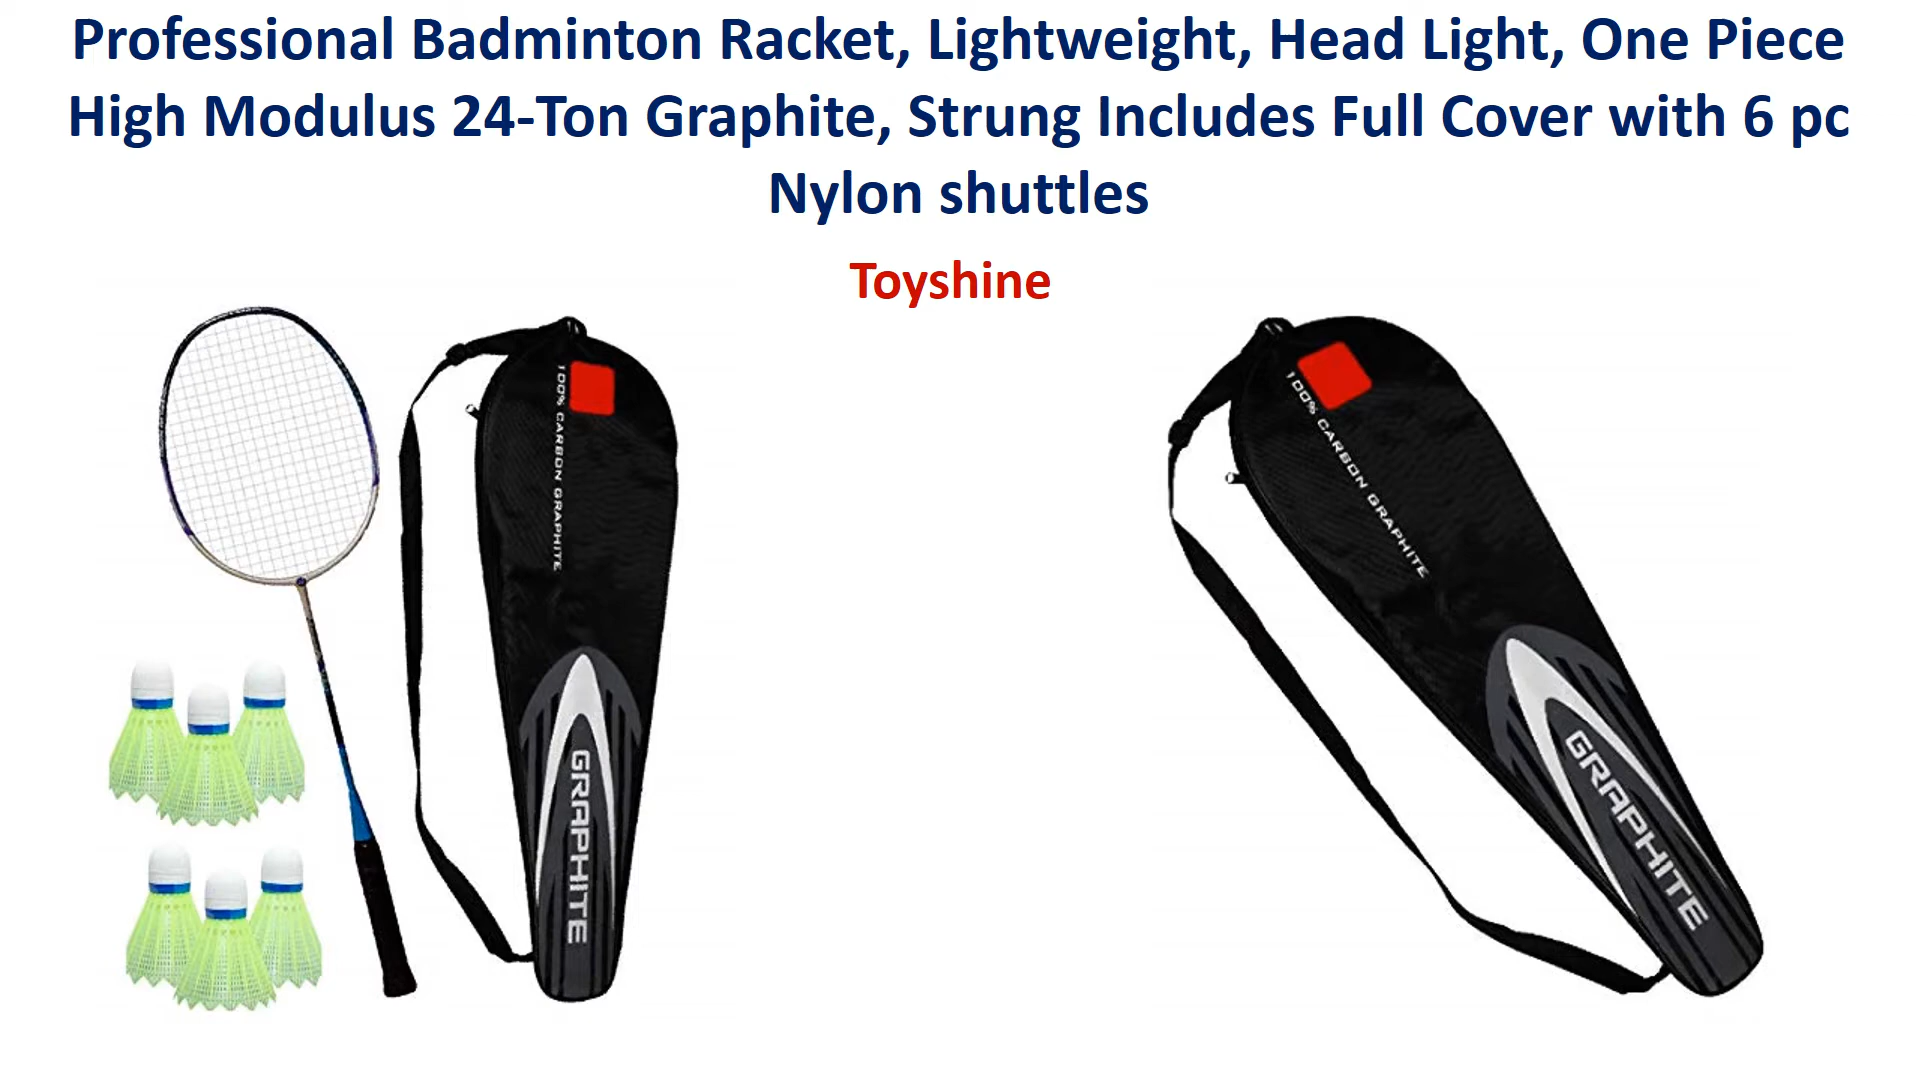 Professional Badminton Racket, Lightweight, Head Light, One Piece
High Modulus 24-Ton Graphite, Strung Includes Full Cover with 6 pc
Nylon shuttles
Toyshine
100% CARBON GRAPHITE
GRAPHITE
100% CARBON GRAPHITE
GRAPHITE